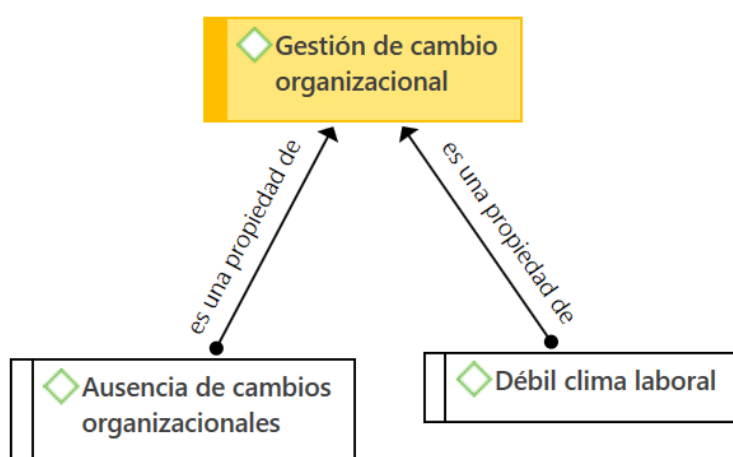 Gestión de cambio
organizacional
es una propiedad de
es una propiedad de
Ausencia de cambios
organizacionales
Débil clima laboral